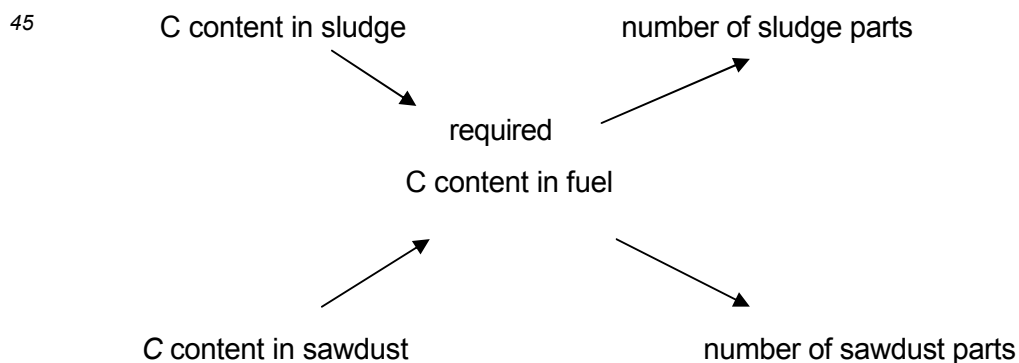 45
C content in sludge number of sludge parts
required
C content in fuel
C content in sawdust number of sawdust parts